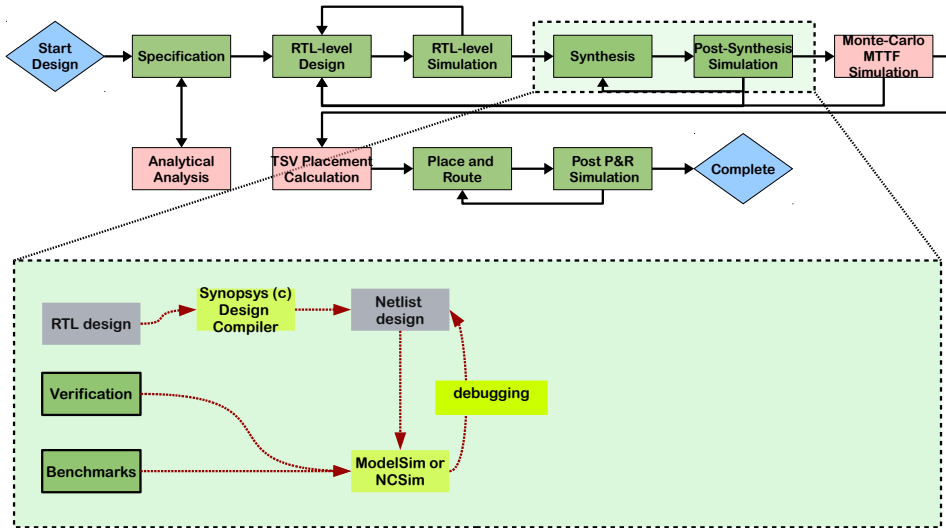 Start
Design
Specification
RTL-level
Design
RTL-level
Simulation
Synthesis
Post-Synthesis
Simulation
Monte-Carlo
MTTF
Simulation
Analytical
Analysis
TSV Placement
Calculation
Place and
Route
Post P&R
Simulation
Complete
RTL design
Synopsys (c)
Design
Compiler
Netlist
design
Verification
debugging
Benchmarks
ModelSim or
NCSim